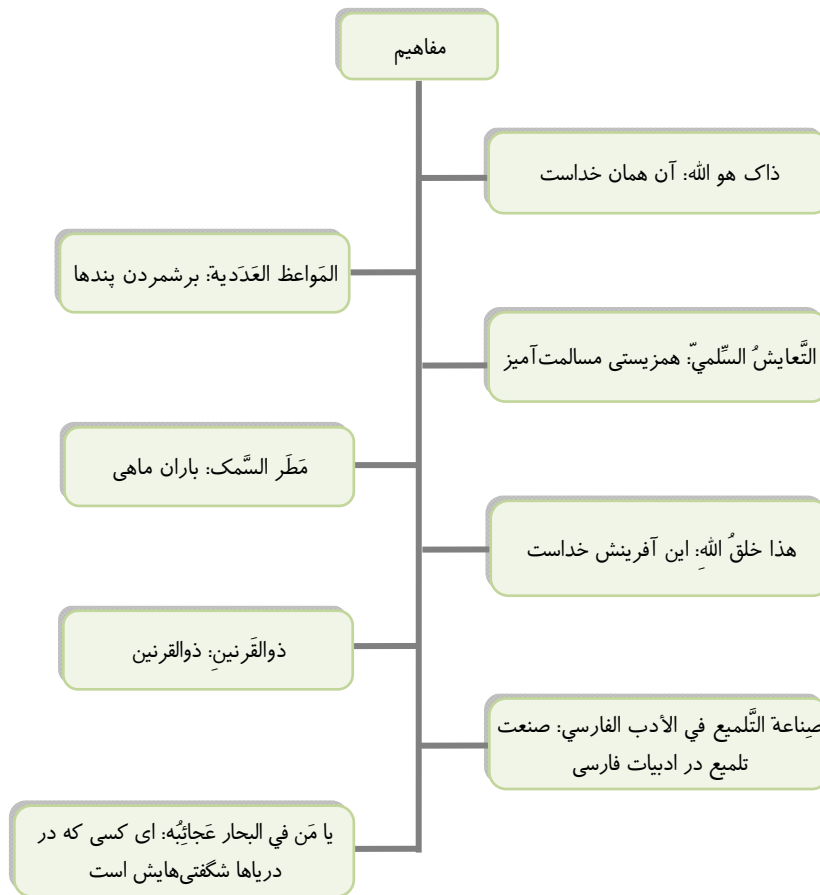 مفاهیم
ذاک هو الله: آن همان خداست
المَواعظ العَدَدیة: برشمردن پندها
التَّعایشُ السِّلميّ: همزیستی مسالمت‌آمیز
مَطَر السَّمک: باران ماهی
هذا خلقُ اللهِ: این آفرینش خداست
ذوالقَرنینِ: ذوالقرنین
صِناعة التَّلمیع في الأدب الفارسي: صنعت
تلمیع در ادبیات فارسی
یا مَن في البحار عَجائِبُه: ای کسی که در
دریاها شگفتی‌هایش است